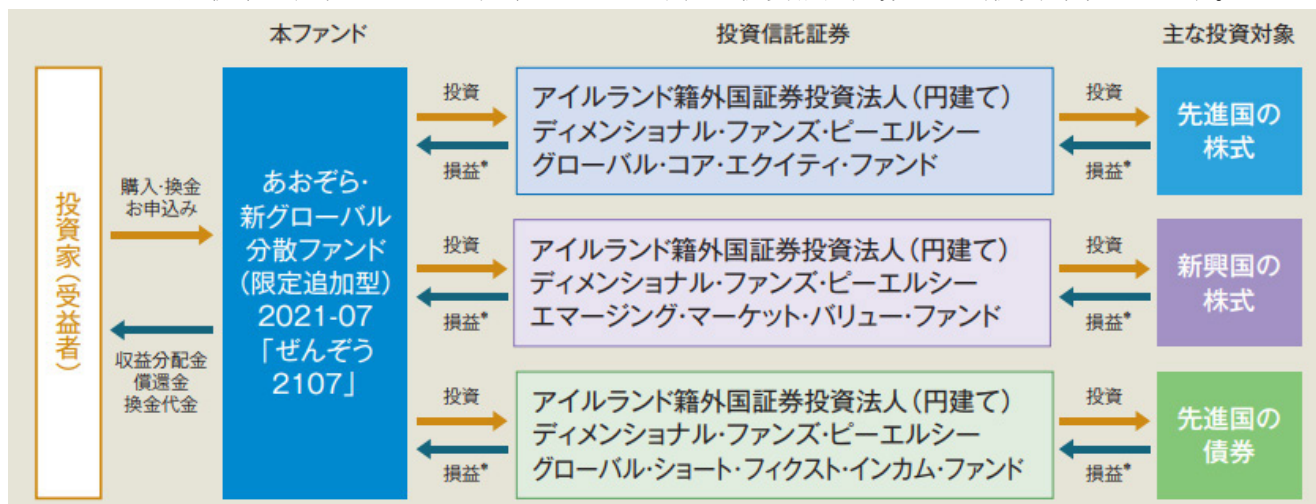 本ファンド
投資信託証券
主な投資対象
投資家(受益者)
購入・換金
お申込み
収益分配金
償還金
換金代金
あおぞら・
新グローバル
分散ファンド
(限定追加型)
2021-07
「ぜんぞう
2107」
投資
損益*
アイルランド籍外国証券投資法人(円建て)
ディメンショナル・ファンズ・ピーエルシー
グローバル・コア・エクイティ・ファンド
投資
損益*
先進国の
株式
投資
損益*
アイルランド籍外国証券投資法人(円建て)
ディメンショナル・ファンズ・ピーエルシー
エマージング・マーケット・バリュー・ファンド
投資
損益*
新興国の
株式
投資
損益*
アイルランド籍外国証券投資法人(円建て)
ディメンショナル・ファンズ・ピーエルシー
グローバル・ショート・フィクスト・インカム・ファンド
投資
損益*
先進国の
債券